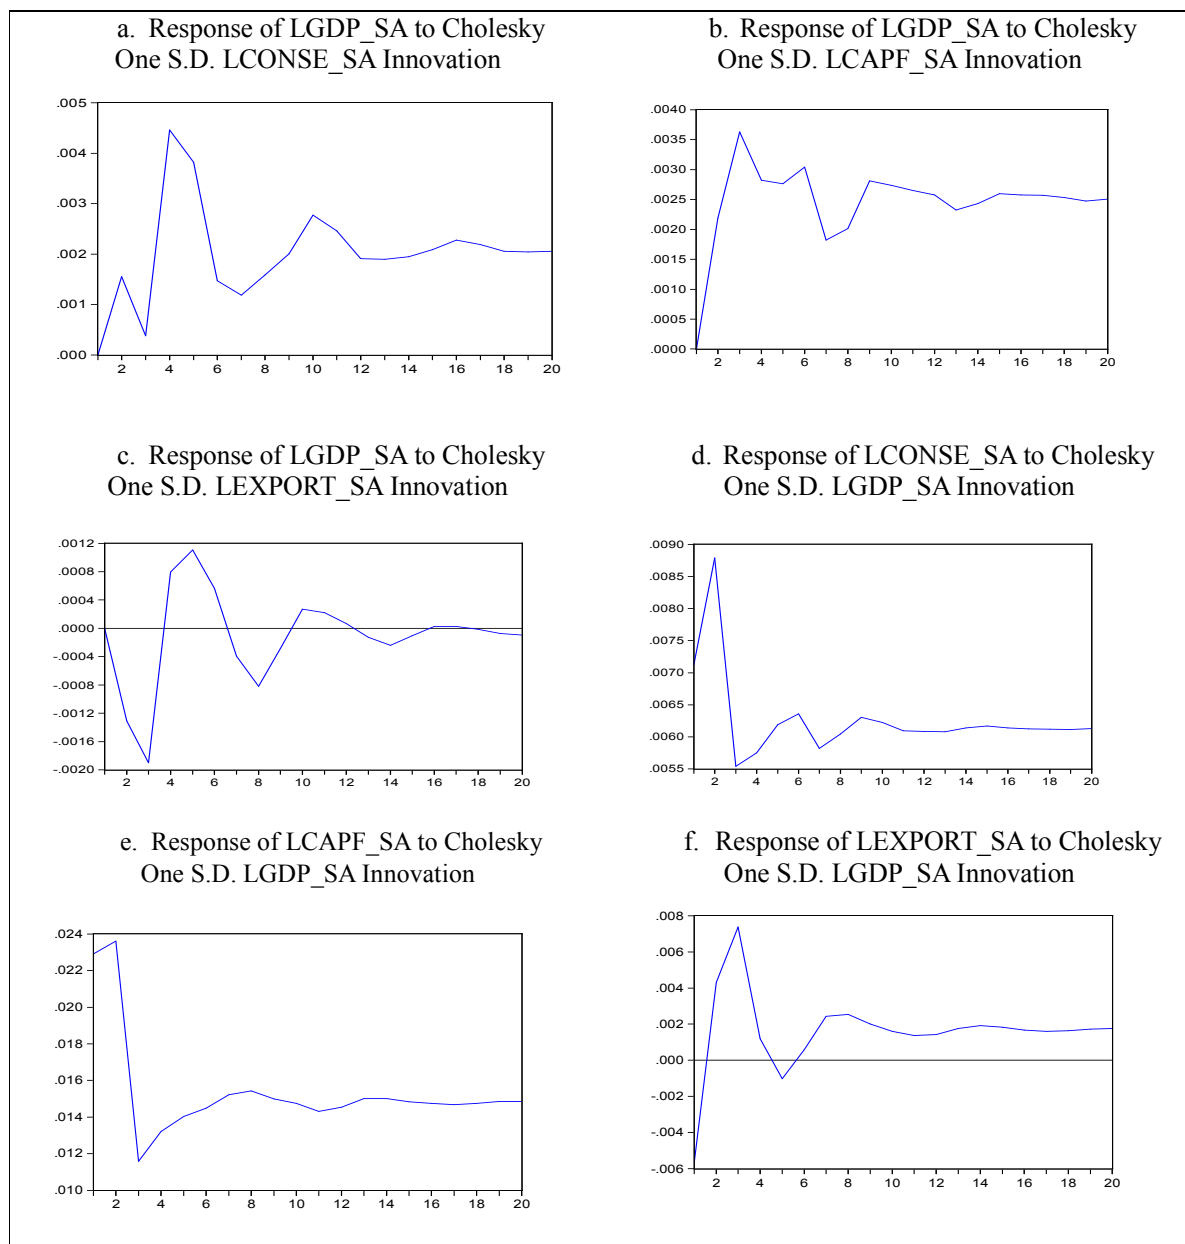 a. Response of LGDP_SA to Cholesky
One S.D. LCONSE_SA Innovation
.005
.004
.003
.002
.001
.000
2 4 6 8 10 12 14 16 18 20
b. Response of LGDP_SA to Cholesky
One S.D. LCAPF_SA Innovation
.0040
.0035
.0030
.0025
.0020
.0015
.0010
.0005
.0000
2 4 6 8 10 12 14 16 18 20
c. Response of LGDP_SA to Cholesky
One S.D. LEXPORT_SA Innovation
.0012
.0008
.0004
.0000
-.0004
-.0008
-.0012
-.0016
-.0020
2 4 6 8 10 12 14 16 18 20
d. Response of LCONSE_SA to Cholesky
One S.D. LGDP_SA Innovation
.0090
.0085
.0080
.0075
.0070
.0065
.0060
.0055
2 4 6 8 10 12 14 16 18 20
e. Response of LCAPF_SA to Cholesky
One S.D. LGDP_SA Innovation
.024
.022
.020
.018
.016
.014
.012
.010
2 4 6 8 10 12 14 16 18 20
f. Response of LEXPORT_SA to Cholesky
One S.D. LGDP_SA Innovation
.008
.006
.004
.002
.000
-.002
-.004
-.006
2 4 6 8 10 12 14 16 18 20